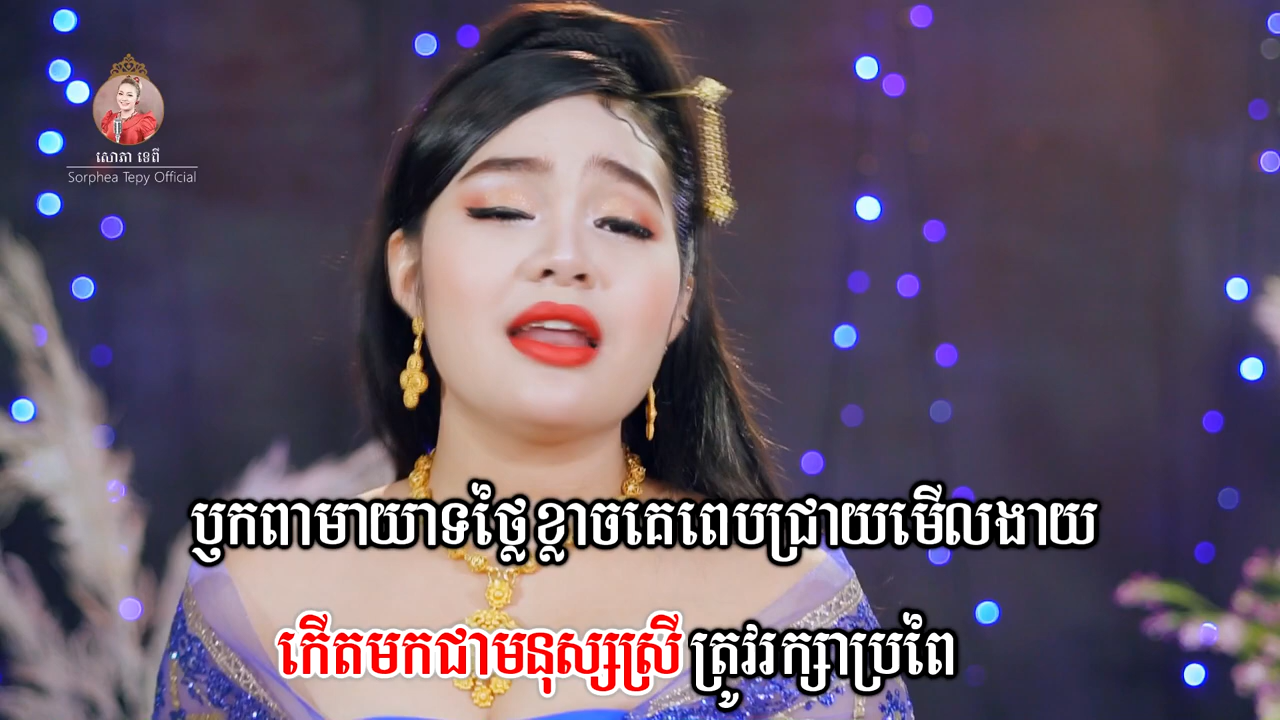 សោភា ទេពី
Sorphea Tepy Official
ឫកពាមាយាទថ្លៃខ្លាចគេពេបជ្រាយមើលងាយ
កើតមកជាមនុស្សស្រី ត្រូវរក្សាប្រពៃ